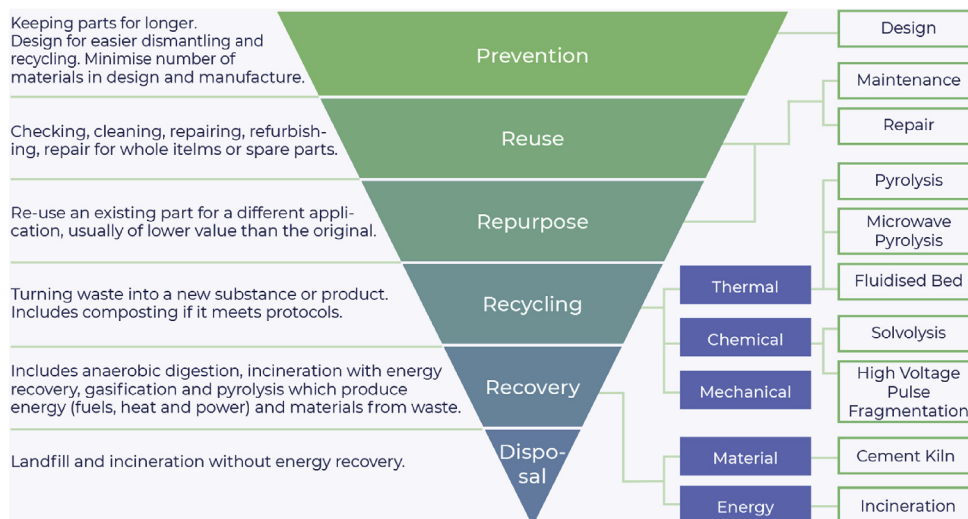 Keeping parts for longer.
Design for easier dismantling and
recycling. Minimise number of
materials in design and manufacture.
Prevention
Design
Checking, cleaning, repairing, refurbish-
ing, repair for whole itelms or spare parts.
Reuse
Maintenance
Repair
Re-use an existing part for a different appli-
cation, usually of lower value than the original.
Repurpose
Turning waste into a new substance or product.
Includes composting if it meets protocols.
Recycling
Thermal
Pyrolysis
Microwave
Pyrolysis
Fluidised Bed
Chemical
Solvolysis
High Voltage
Pulse
Fragmentation
Mechanical
Includes anaerobic digestion, incineration with energy
recovery, gasification and pyrolysis which produce
energy (fuels, heat and power) and materials from waste.
Recovery
Material
Cement Kiln
Energy
Incineration
Landfill and incineration without energy recovery.
Dispo-
sal